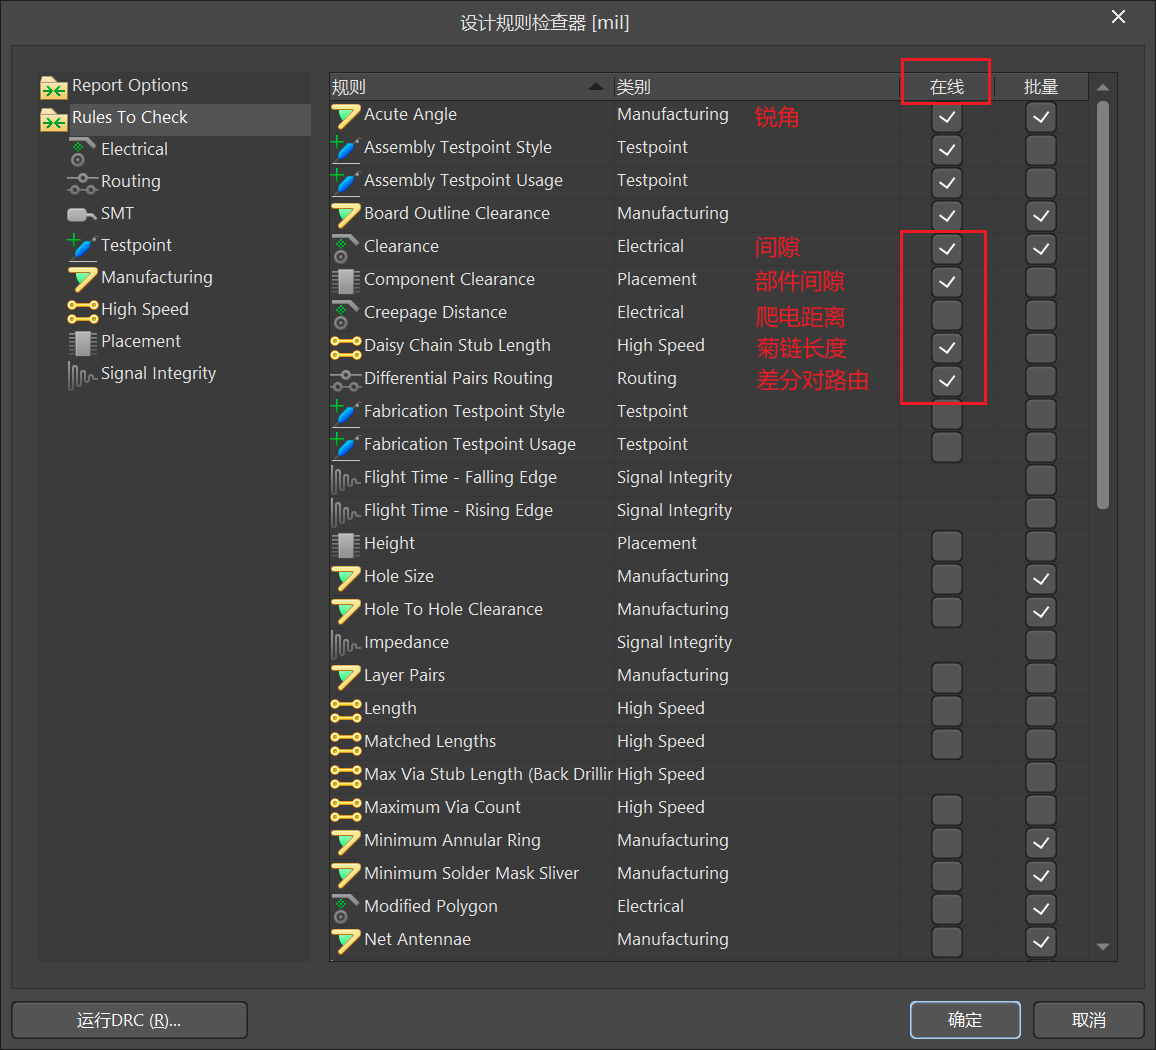 设计规则检查器 [mil]
Report Options
Rules To Check
Electrical
Routing
SMT
Testpoint
Manufacturing
High Speed
Placement
Signal Integrity
规则 类别 在线 批量
Acute Angle Manufacturing 锐角
Assembly Testpoint Style Testpoint
Assembly Testpoint Usage Testpoint
Board Outline Clearance Manufacturing
Clearance Electrical 间隙
Component Clearance Placement 部件间隙
Creepage Distance Electrical 爬电距离
Daisy Chain Stub Length High Speed 菊链长度
Differential Pairs Routing Routing 差分对路由
Fabrication Testpoint Style Testpoint
Fabrication Testpoint Usage Testpoint
Flight Time - Falling Edge Signal Integrity
Flight Time - Rising Edge Signal Integrity
Height Placement
Hole Size Manufacturing
Hole To Hole Clearance Manufacturing
Impedance Signal Integrity
Layer Pairs Manufacturing
Length High Speed
Matched Lengths High Speed
Max Via Stub Length (Back Drillin High Speed
Maximum Via Count High Speed
Minimum Annular Ring Manufacturing
Minimum Solder Mask Sliver Manufacturing
Modified Polygon Electrical
Net Antennae Manufacturing
运行DRC (R)... 确定 取消